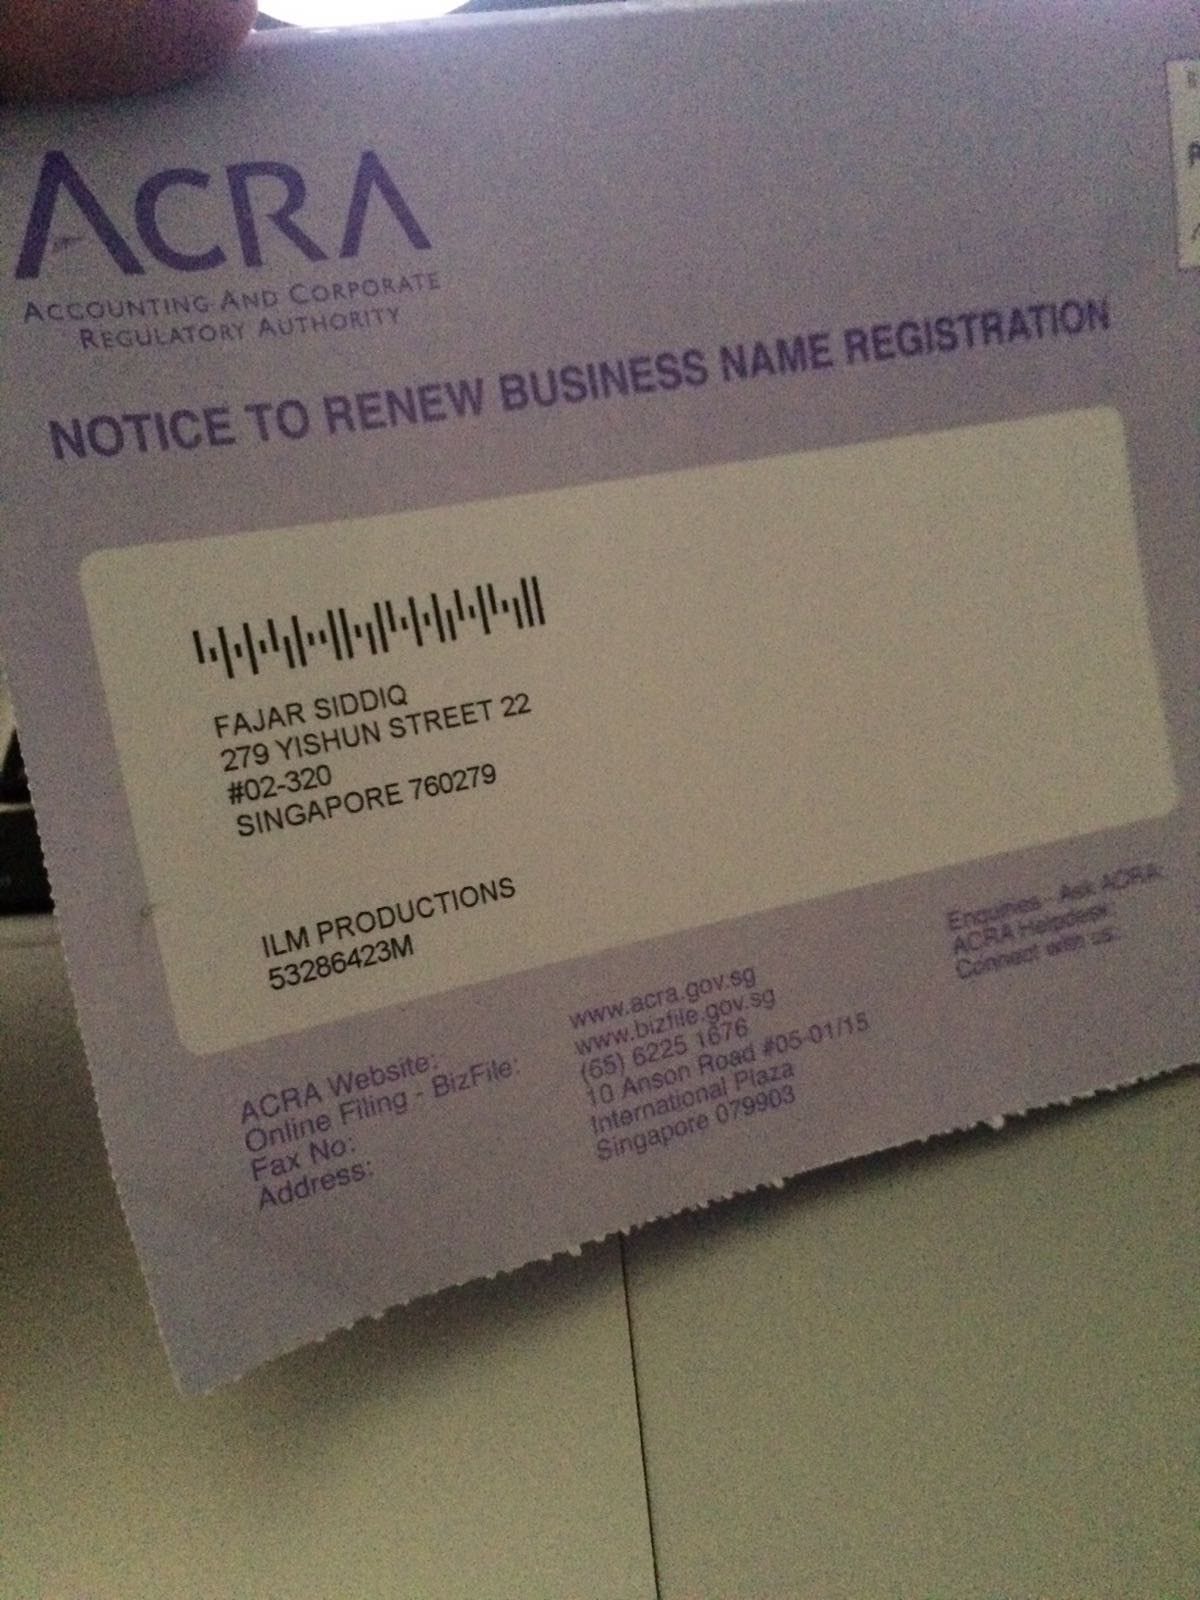 ACRA
ACCOUNTING AND CORPORATE
REGULATORY AUTHORITY
NOTICE TO RENEW BUSINESS NAME REGISTRATION
FAJAR SIDDIQ
279 YISHUN STREET 22
#02-320
SINGAPORE 760279
ILM PRODUCTIONS
53286423M
ACRA Website:
Online Filing - BizFile:
Fax No:
Address:
www.acra.gov.sg
www.bizfile.gov.sg
(65) 6225 1676
10 Anson Road #05-01/15
International Plaza
Singapore 079903
Enquiries - Ask ACRA:
ACRA Helpdesk:
Connect with us: